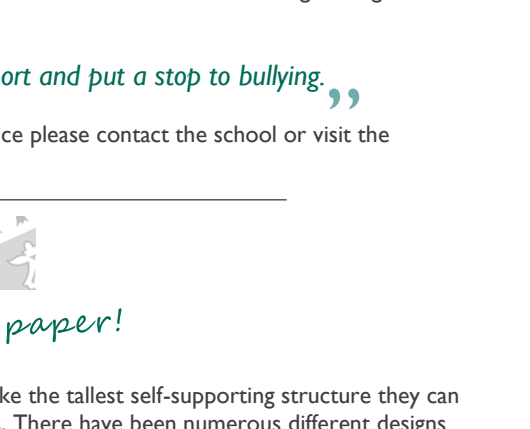 ort and put a stop to bullying.”
ce please contact the school or visit the
paper!
ke the tallest self-supporting structure they can
. There have been numerous different designs